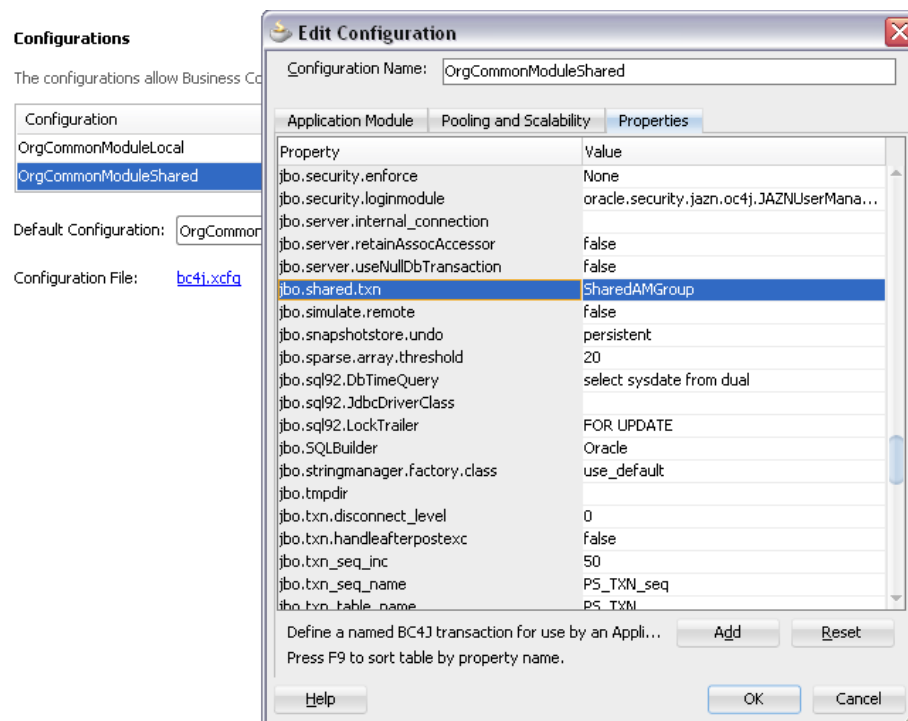 Configurations
The configurations allow Business Co
Configuration
OrgCommonModuleLocal
OrgCommonModuleShared
Default Configuration: OrgCommon
Configuration File: bc4j.xcfg
Edit Configuration
Configuration Name: OrgCommonModuleShared
Application Module Pooling and Scalability Properties
Property Value
jbo.security.enforce None
jbo.security.loginmodule oracle.security.jazn.oc4j.JAZNUserMana...
jbo.server.internal_connection
jbo.server.retainAssocAccessor false
jbo.server.useNullDbTransaction false
jbo.shared.txn SharedAMGroup
jbo.simulate.remote false
jbo.snapshotstore.undo persistent
jbo.sparse.array.threshold 20
jbo.sql92.DbTimeQuery select sysdate from dual
jbo.sql92.JdbcDriverClass
jbo.sql92.LockTrailer FOR UPDATE
jbo.SQLBuilder Oracle
jbo.stringmanager.factory.class use_default
jbo.tmpdir
jbo.txn.disconnect_level 0
jbo.txn.handleafterpostexc false
jbo.txn_seq_inc 50
jbo.txn_seq_name PS_TXN_seq
jbo.txn_table_name PS_TXN
Define a named BC4J transaction for use by an Appli... Add Reset
Press F9 to sort table by property name.
Help OK Cancel